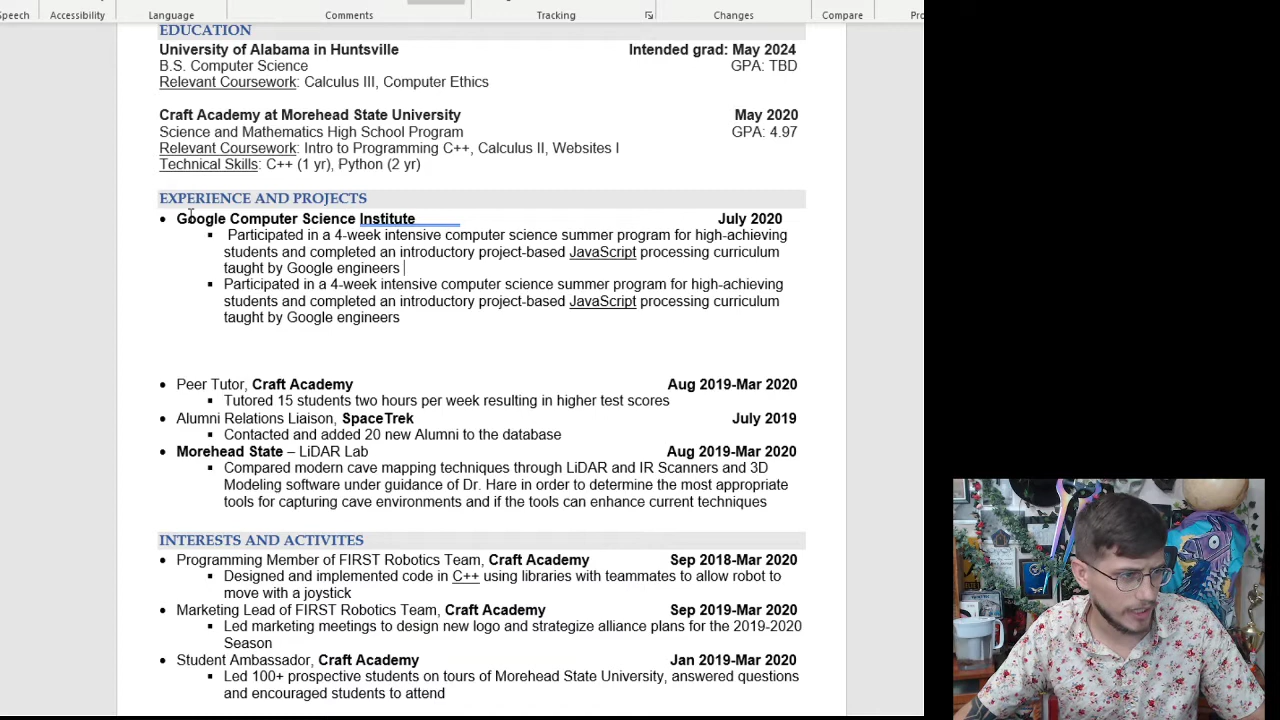 Speech
Accessibility
Language
Comments
Tracking
Changes
Compare
EDUCATION
University of Alabama in Huntsville Intended grad: May 2024
B.S. Computer Science GPA: TBD
Relevant Coursework: Calculus III, Computer Ethics
Craft Academy at Morehead State University May 2020
Science and Mathematics High School Program GPA: 4.97
Relevant Coursework: Intro to Programming C++, Calculus II, Websites I
Technical Skills: C++ (1 yr), Python (2 yr)
EXPERIENCE AND PROJECTS
• Google Computer Science Institute July 2020
▪ Participated in a 4-week intensive computer science summer program for high-achieving
students and completed an introductory project-based JavaScript processing curriculum
taught by Google engineers
▪ Participated in a 4-week intensive computer science summer program for high-achieving
students and completed an introductory project-based JavaScript processing curriculum
taught by Google engineers
• Peer Tutor, Craft Academy Aug 2019-Mar 2020
▪ Tutored 15 students two hours per week resulting in higher test scores
• Alumni Relations Liaison, SpaceTrek July 2019
▪ Contacted and added 20 new Alumni to the database
• Morehead State – LiDAR Lab Aug 2019-Mar 2020
▪ Compared modern cave mapping techniques through LiDAR and IR Scanners and 3D
Modeling software under guidance of Dr. Hare in order to determine the most appropriate
tools for capturing cave environments and if the tools can enhance current techniques
INTERESTS AND ACTIVITES
• Programming Member of FIRST Robotics Team, Craft Academy Sep 2018-Mar 2020
▪ Designed and implemented code in C++ using libraries with teammates to allow robot to
move with a joystick
• Marketing Lead of FIRST Robotics Team, Craft Academy Sep 2019-Mar 2020
▪ Led marketing meetings to design new logo and strategize alliance plans for the 2019-2020
Season
• Student Ambassador, Craft Academy Jan 2019-Mar 2020
▪ Led 100+ prospective students on tours of Morehead State University, answered questions
and encouraged students to attend